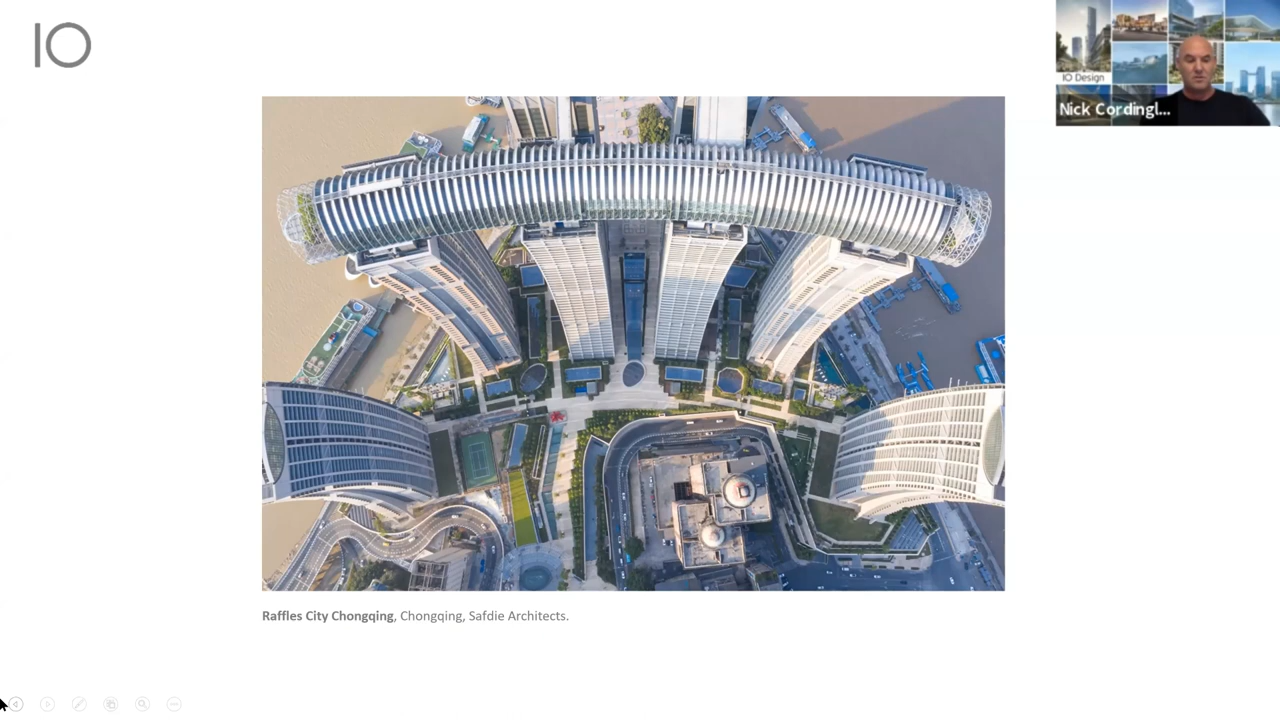 IO
IO Design
Nick Cordingl...
Raffles City Chongqing, Chongqing, Safdie Architects.